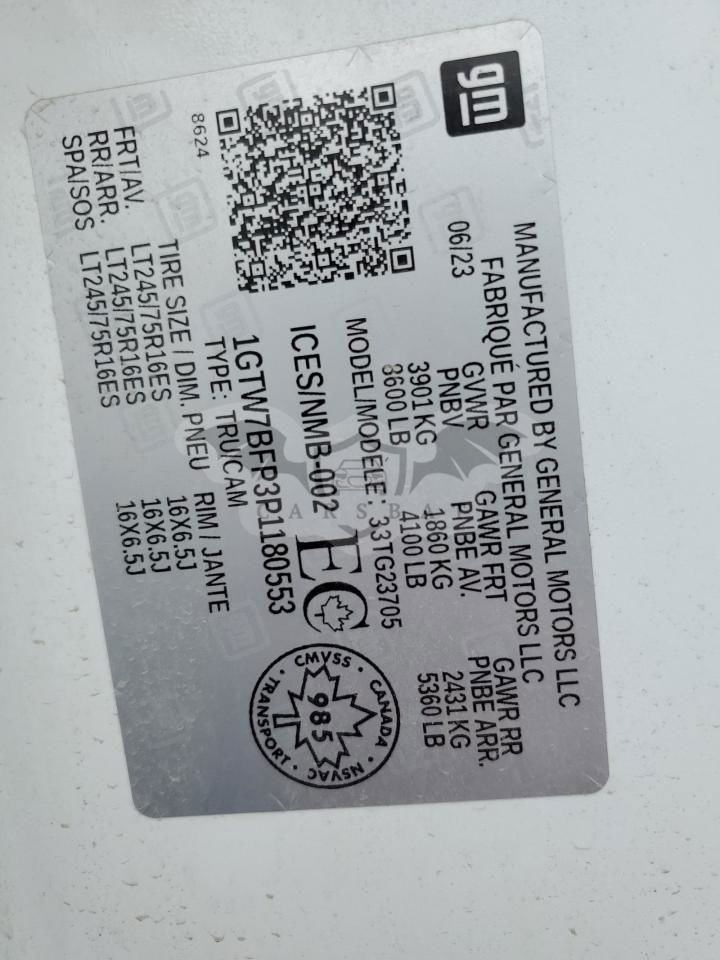 gm
MANUFACTURED BY GENERAL MOTORS LLC
FABRIQUÉ PAR GENERAL MOTORS LLC
06/23 GVWR GAWR FRT GAWR RR
PNBV PNBE AV. PNBE ARR.
3901 KG 1860 KG 2431 KG
8600 LB 4100 LB 5360 LB
MODEL/MODÈLE: 33TG23705
ICES/NMB-002 EC
1GTW7BFP3P1180553
TYPE: TRU/CAM
CMVSS · CANADA · NSVAC · TRANSPORT ·
985
8624
TIRE SIZE / DIM. PNEU RIM / JANTE
FRT/AV. LT245/75R16ES 16X6.5J
RR/ARR. LT245/75R16ES 16X6.5J
SPA/SOS LT245/75R16ES 16X6.5J